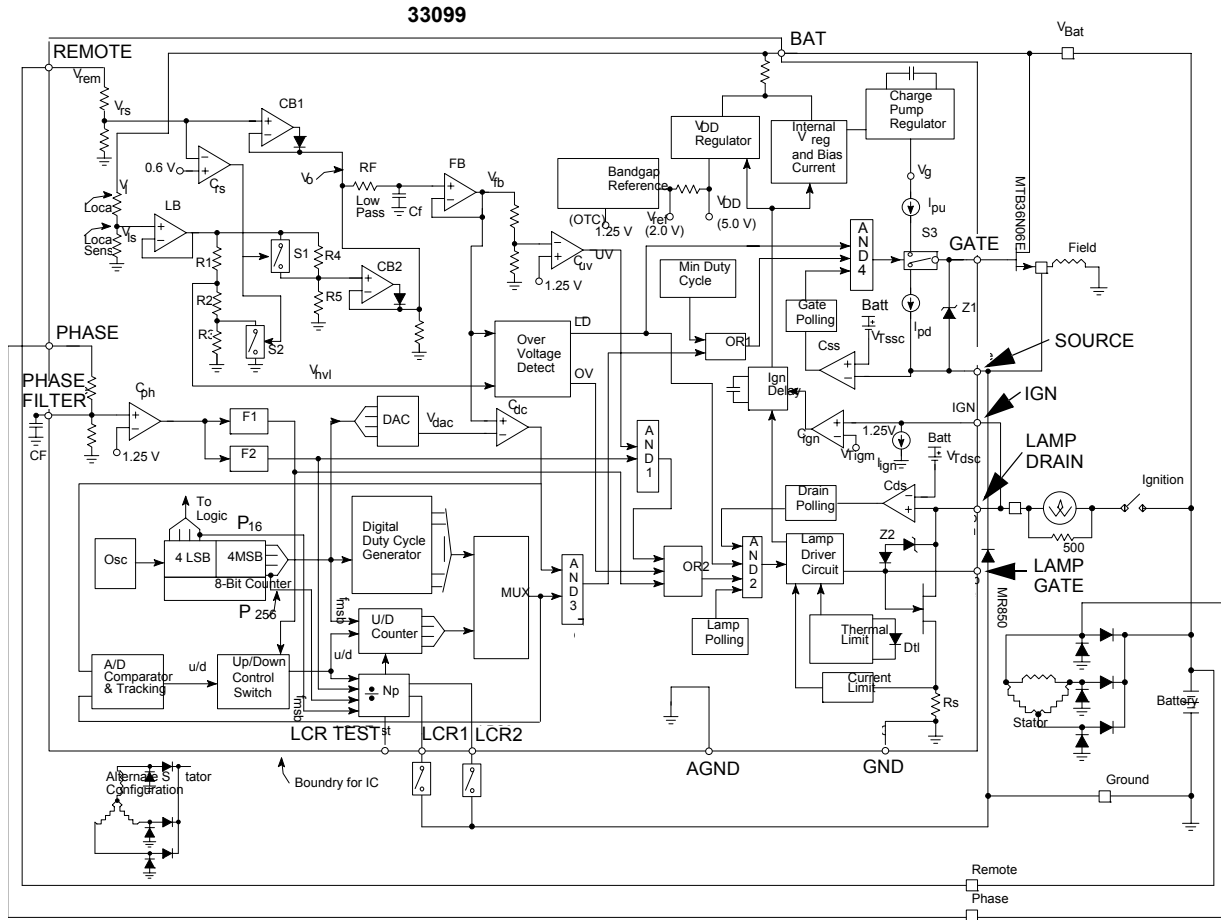 33099
REMOTE
BAT
VBat
Vrem
Vrs
CB1
Charge
Pump
Regulator
VDD
Regulator
Internal
Vreg
and Bias
Current
0.6 V
Crs
Vo
RF
FB
Vfb
Low
Pass
Cf
Bandgap
Reference
(OTC)
1.25 V
Vref
(2.0 V)
VDD
(5.0 V)
Vg
Ipu
MTB36N06E
Vl
Loca
LB
Loca
Sens
Vls
S1
R1
R4
CB2
R2
R5
R3
S2
Cuv
UV
1.25 V
AND4
S3
GATE
Field
Min Duty
Cycle
Gate
Polling
Batt
VTssc
Ipd
Z1
Css
OR1
PHASE
PHASE
FILTER
Cph
CF
1.25 V
Vhvl
Over
Voltage
Detect
LD
OV
SOURCE
e
Ign
Delay
IGN
IGN
F1
F2
DAC
Vdac
Cdc
AND1
Cign
1.25V
VTigm
Iign
Batt
VTdsc
LAMP
DRAIN
Cds
Drain
Polling
Ignition
500
To
Logic
P16
Osc
4 LSB
4MSB
8-Bit Counter
P 256
Digital
Duty Cycle
Generator
MUX
AND3
OR2
AND2
Lamp
Driver
Circuit
Z2
LAMP
GATE
MR850
fmsb
U/D
Counter
u/d
Lamp
Polling
Thermal
Limit
Dtl
A/D
Comparator
& Tracking
u/d
Up/Down
Control
Switch
fmsb
÷ Np
Current
Limit
Rs
Stator
Battery
LCR TEST
st
LCR1
LCR2
AGND
GND
Alternate S tator
Configuration
Boundry for IC
Ground
Remote
Phase